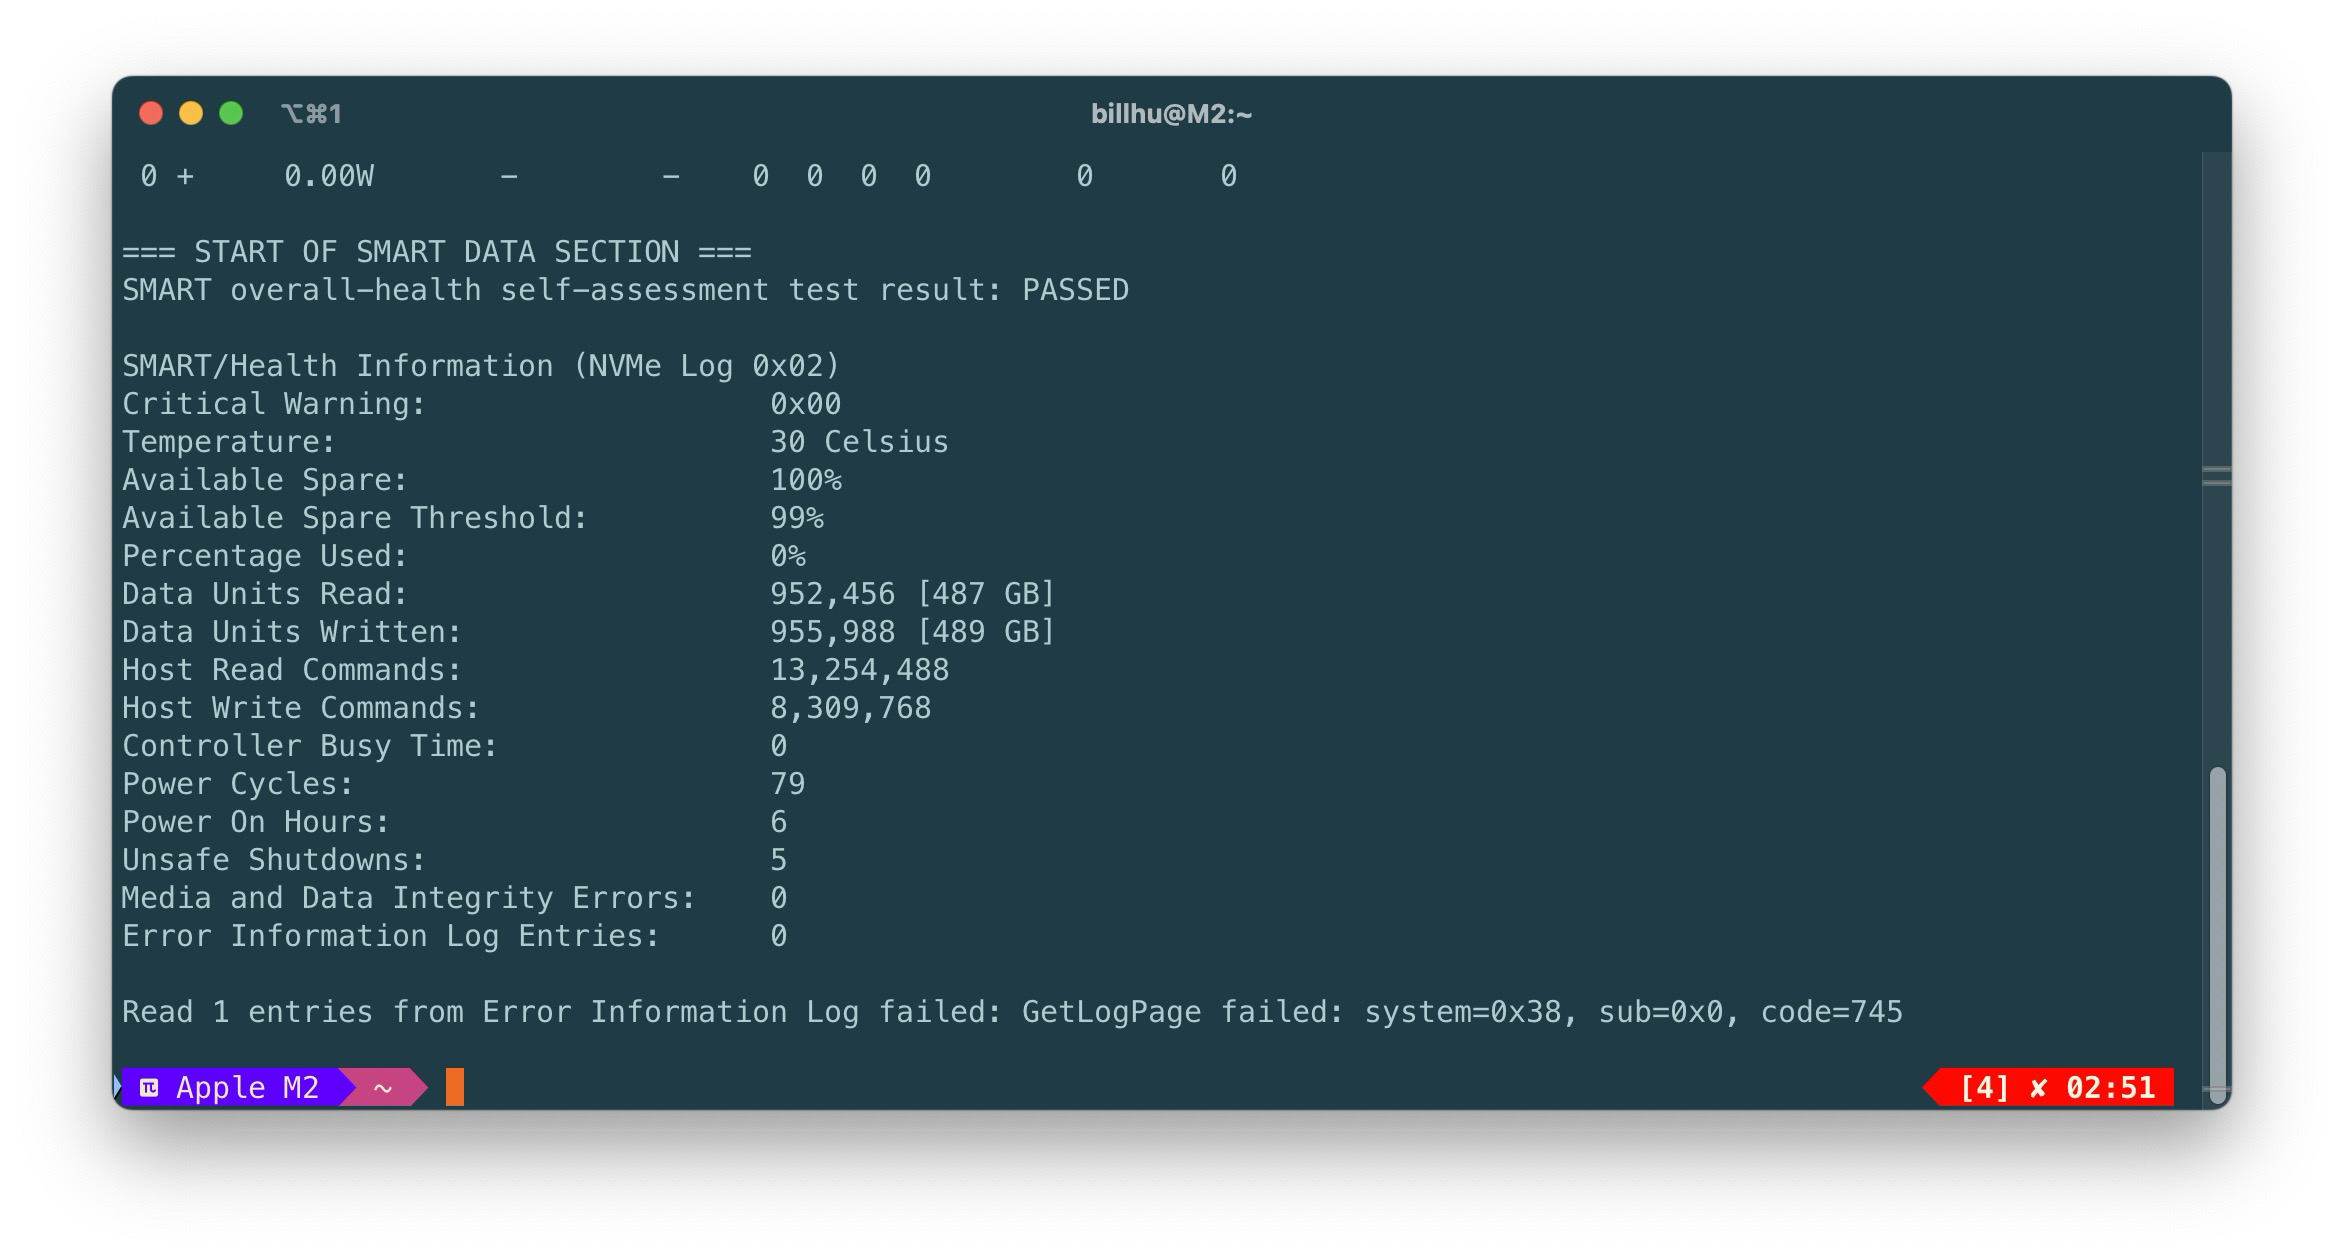 ⌥⌘1 billhu@M2:~
0 + 0.00W - - 0 0 0 0 0 0
=== START OF SMART DATA SECTION ===
SMART overall-health self-assessment test result: PASSED
SMART/Health Information (NVMe Log 0x02)
Critical Warning: 0x00
Temperature: 30 Celsius
Available Spare: 100%
Available Spare Threshold: 99%
Percentage Used: 0%
Data Units Read: 952,456 [487 GB]
Data Units Written: 955,988 [489 GB]
Host Read Commands: 13,254,488
Host Write Commands: 8,309,768
Controller Busy Time: 0
Power Cycles: 79
Power On Hours: 6
Unsafe Shutdowns: 5
Media and Data Integrity Errors: 0
Error Information Log Entries: 0
Read 1 entries from Error Information Log failed: GetLogPage failed: system=0x38, sub=0x0, code=745
π Apple M2 ~ [4] ✘ 02:51